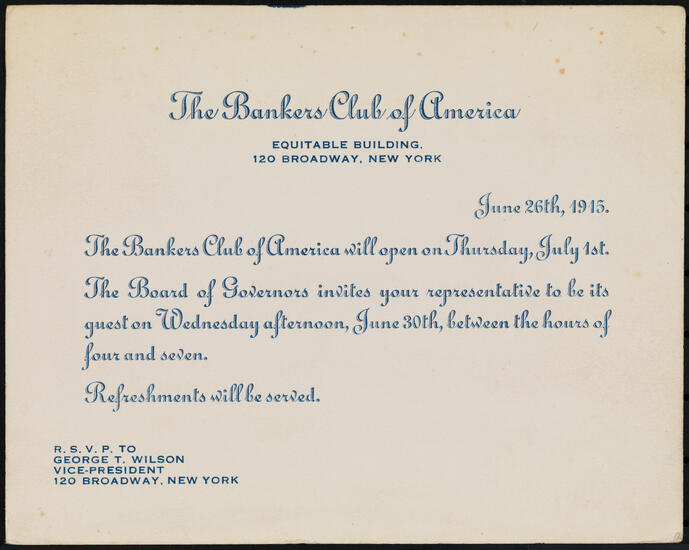 The Bankers Club of America
EQUITABLE BUILDING.
120 BROADWAY, NEW YORK
June 26th, 1915.
The Bankers Club of America will open on Thursday, July 1st.
The Board of Governors invites your representative to be its
guest on Wednesday afternoon, June 30th, between the hours of
four and seven.
Refreshments will be served.
R. S. V. P. TO
GEORGE T. WILSON
VICE-PRESIDENT
120 BROADWAY, NEW YORK